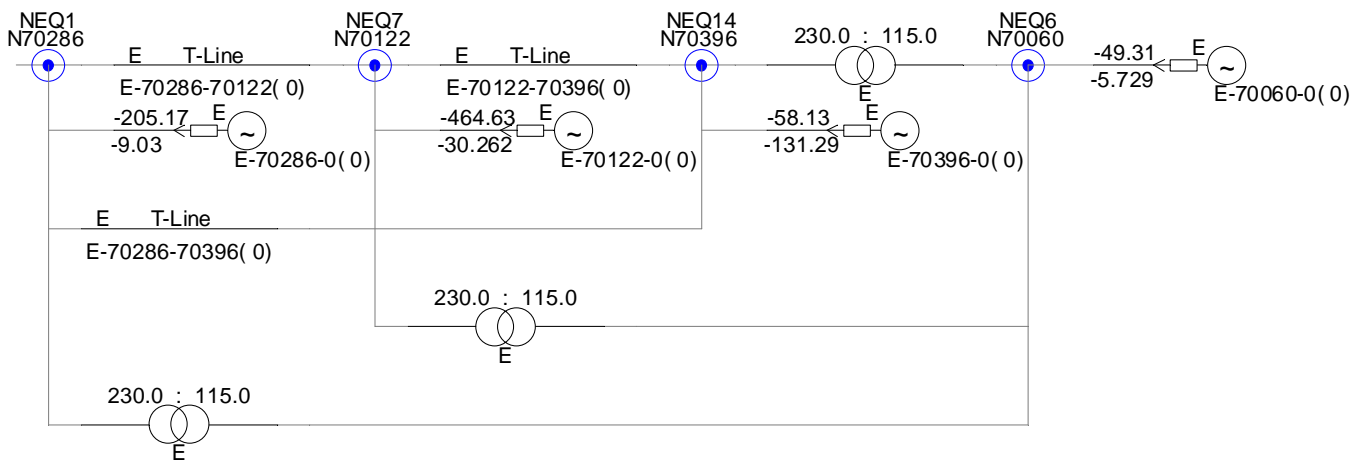 NEQ1
N70286
NEQ7
N70122
NEQ14
N70396
NEQ6
N70060
E T-Line
E-70286-70122( 0)
E T-Line
E-70122-70396( 0)
230.0 : 115.0
E
-49.31
-5.729
E
~
E-70060-0( 0)
-205.17
-9.03
E
~
E-70286-0( 0)
-464.63
-30.262
E
~
E-70122-0( 0)
-58.13
-131.29
E
~
E-70396-0( 0)
E T-Line
E-70286-70396( 0)
230.0 : 115.0
E
230.0 : 115.0
E